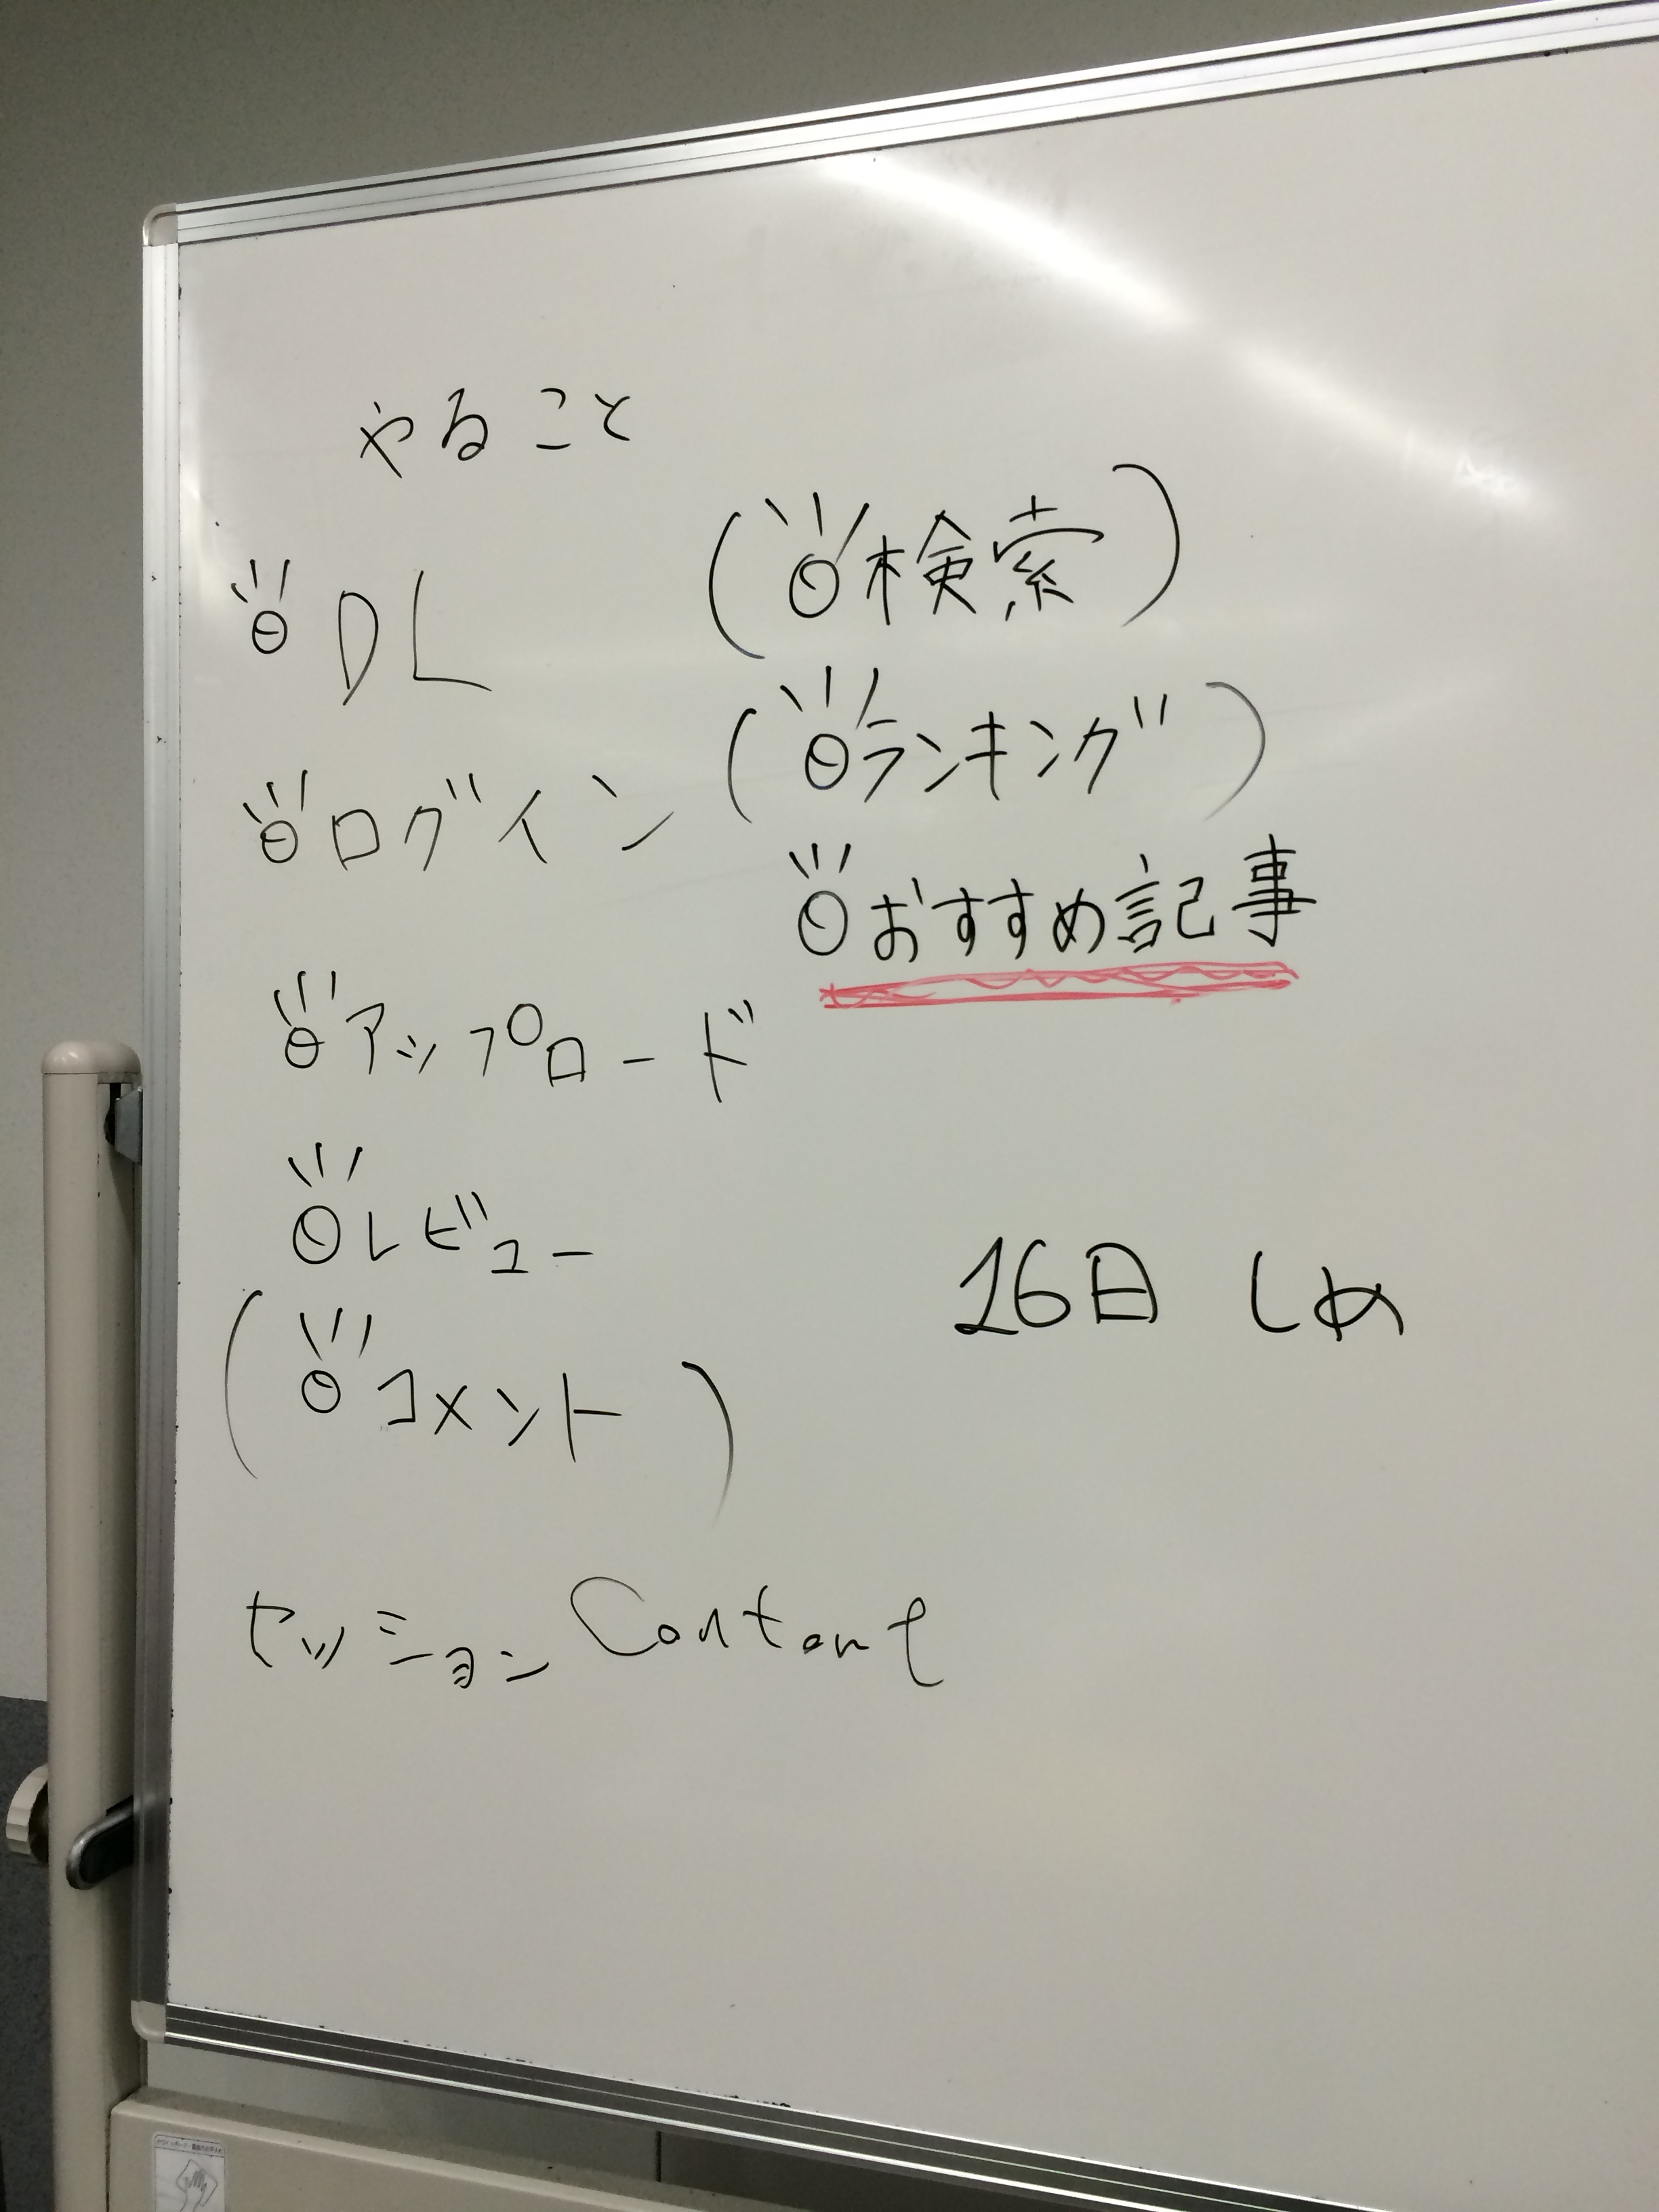 やること
DL
ログイン
アップロード
レビュー
(コメント)
セッション Content
(検索)
(ランキング)
おすすめ記事
16日 しめ